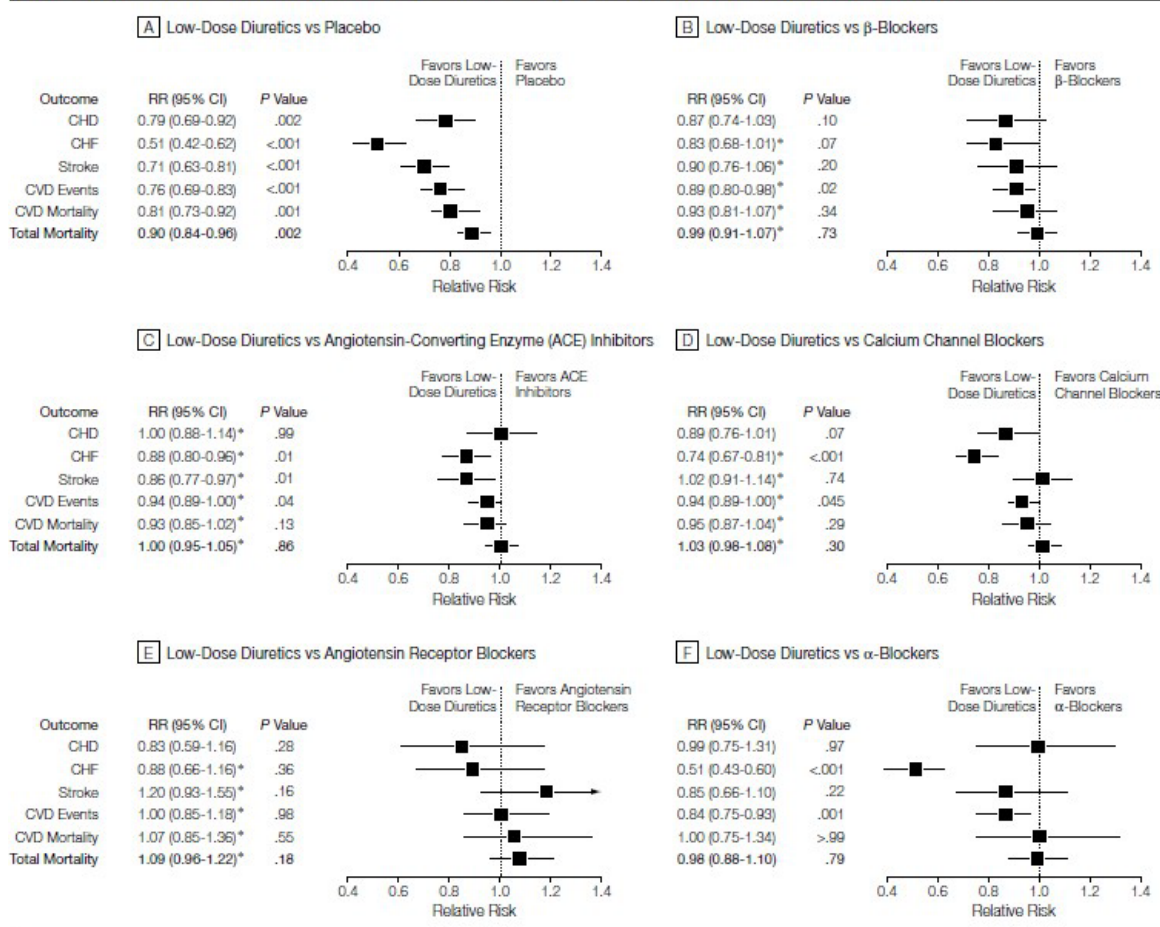 A Low-Dose Diuretics vs Placebo
Favors Low-Dose Diuretics
Favors Placebo
Outcome RR (95% CI) P Value
CHD 0.79 (0.69-0.92) .002
CHF 0.51 (0.42-0.62) <.001
Stroke 0.71 (0.63-0.81) <.001
CVD Events 0.76 (0.69-0.83) <.001
CVD Mortality 0.81 (0.73-0.92) .001
Total Mortality 0.90 (0.84-0.96) .002
0.4 0.6 0.8 1.0 1.2 1.4
Relative Risk
B Low-Dose Diuretics vs β-Blockers
Favors Low-Dose Diuretics
Favors β-Blockers
RR (95% CI) P Value
0.87 (0.74-1.03) .10
0.83 (0.68-1.01)* .07
0.90 (0.76-1.06)* .20
0.89 (0.80-0.98)* .02
0.93 (0.81-1.07)* .34
0.99 (0.91-1.07)* .73
0.4 0.6 0.8 1.0 1.2 1.4
Relative Risk
C Low-Dose Diuretics vs Angiotensin-Converting Enzyme (ACE) Inhibitors
Favors Low-Dose Diuretics
Favors ACE Inhibitors
Outcome RR (95% CI) P Value
CHD 1.00 (0.88-1.14)* .99
CHF 0.88 (0.80-0.96)* .01
Stroke 0.86 (0.77-0.97)* .01
CVD Events 0.94 (0.89-1.00)* .04
CVD Mortality 0.93 (0.85-1.02)* .13
Total Mortality 1.00 (0.95-1.05)* .86
0.4 0.6 0.8 1.0 1.2 1.4
Relative Risk
D Low-Dose Diuretics vs Calcium Channel Blockers
Favors Low-Dose Diuretics
Favors Calcium Channel Blockers
RR (95% CI) P Value
0.89 (0.76-1.01) .07
0.74 (0.67-0.81)* <.001
1.02 (0.91-1.14)* .74
0.94 (0.89-1.00)* .045
0.95 (0.87-1.04)* .29
1.03 (0.98-1.08)* .30
0.4 0.6 0.8 1.0 1.2 1.4
Relative Risk
E Low-Dose Diuretics vs Angiotensin Receptor Blockers
Favors Low-Dose Diuretics
Favors Angiotensin Receptor Blockers
Outcome RR (95% CI) P Value
CHD 0.83 (0.59-1.16) .28
CHF 0.88 (0.66-1.16)* .36
Stroke 1.20 (0.93-1.55)* .16
CVD Events 1.00 (0.85-1.18)* .98
CVD Mortality 1.07 (0.85-1.36)* .55
Total Mortality 1.09 (0.96-1.22)* .18
0.4 0.6 0.8 1.0 1.2 1.4
Relative Risk
F Low-Dose Diuretics vs α-Blockers
Favors Low-Dose Diuretics
Favors α-Blockers
RR (95% CI) P Value
0.99 (0.75-1.31) .97
0.51 (0.43-0.60) <.001
0.85 (0.66-1.10) .22
0.84 (0.75-0.93) .001
1.00 (0.75-1.34) >.99
0.98 (0.88-1.10) .79
0.4 0.6 0.8 1.0 1.2 1.4
Relative Risk